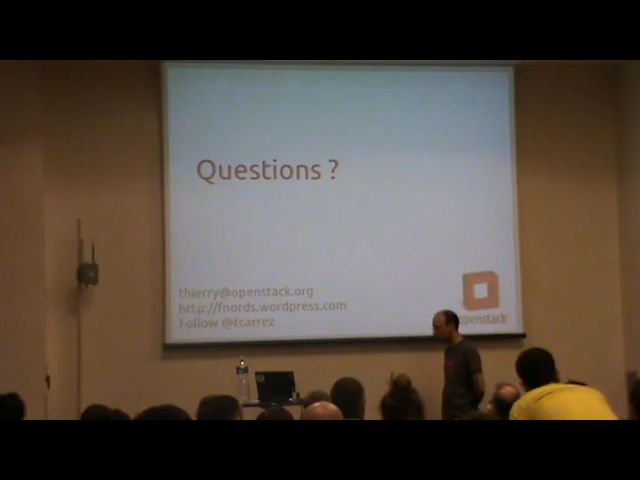 Questions ?
thierry@openstack.org
http://fnords.wordpress.com
Follow @tcarrez
openstack